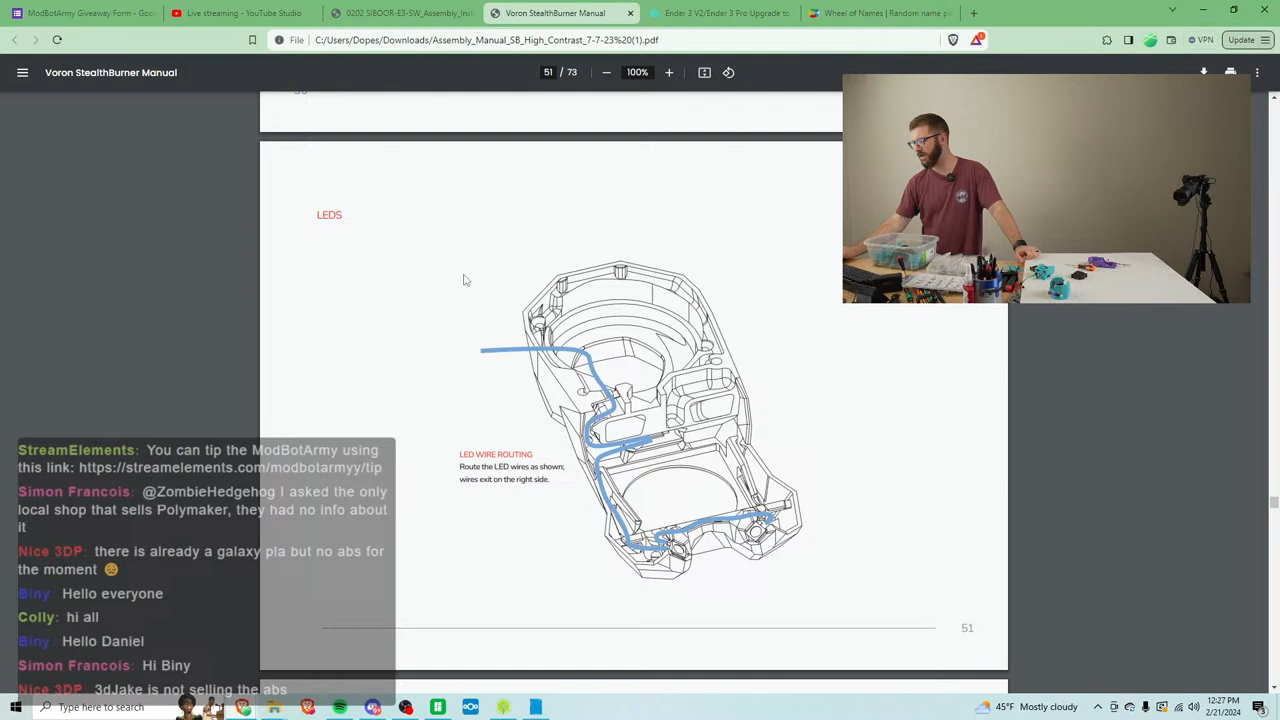 ModBotArmy Giveaway Form - Goo
Live streaming - YouTube Studio
0202 SIBOOR-E3-SW_Assembly_Inst
Voron StealthBurner Manual
Ender 3 V2/Ender 3 Pro Upgrade to
Wheel of Names | Random name pi
File
C:/Users/Dopes/Downloads/Assembly_Manual_SB_High_Contrast_7-7-23%20(1).pdf
VPN
Update
Voron StealthBurner Manual
51 / 73
100%
LEDS
LED WIRE ROUTING
Route the LED wires as shown;
wires exit on the right side.
51
StreamElements: You can tip the ModBotArmy using
this link: https://streamelements.com/modbotarmyy/tip
Simon Francois: @ZombieHedgehog I asked the only
local shop that sells Polymaker, they had no info about
it
Nice 3DP: there is already a galaxy pla but no abs for
the moment 😔
Biny: Hello everyone
Colly: hi all
Biny: Hello Daniel
Simon Francois: Hi Biny
Nice 3DP: 3dJake is not selling the abs
Type here to search
45°F Mostly cloudy
12:27 PM
2/21/2024